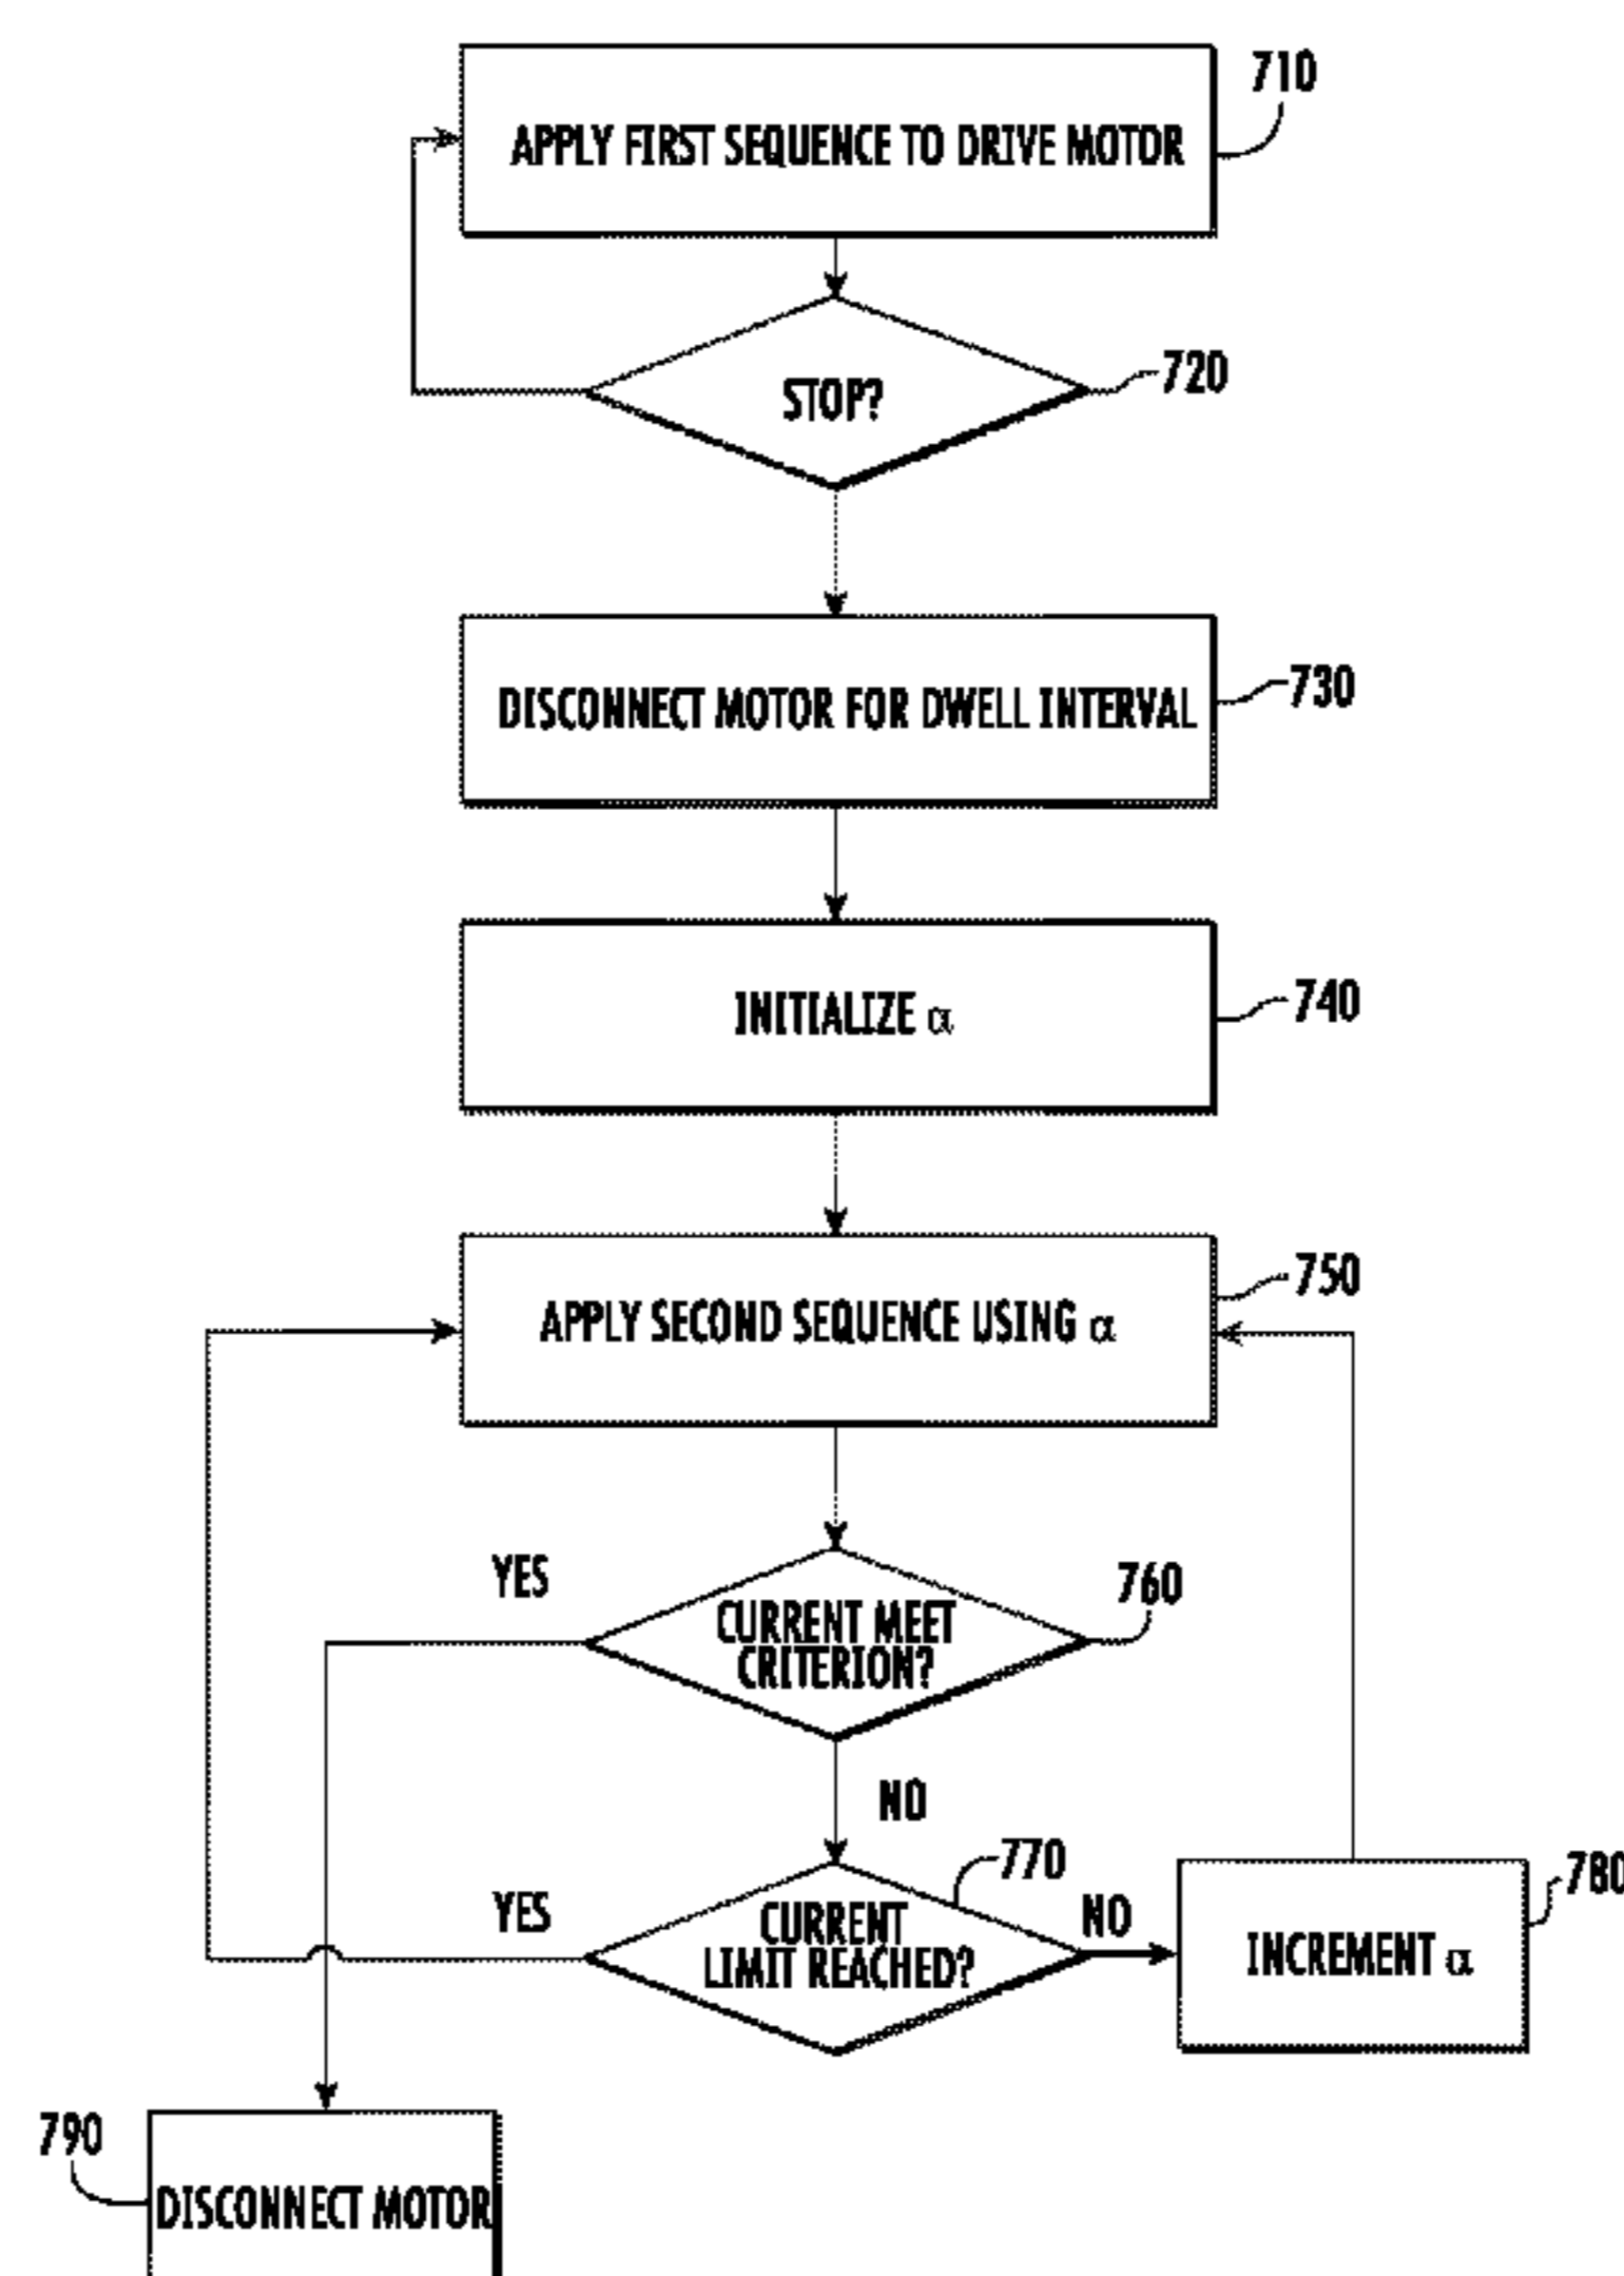 710
APPLY FIRST SEQUENCE TO DRIVE MOTOR
720
STOP?
730
DISCONNECT MOTOR FOR DWELL INTERVAL
740
INITIALIZE α
750
APPLY SECOND SEQUENCE USING α
YES
760
CURRENT MEET
CRITERION?
NO
770
780
YES
CURRENT
LIMIT REACHED?
NO
INCREMENT α
790
DISCONNECT MOTOR